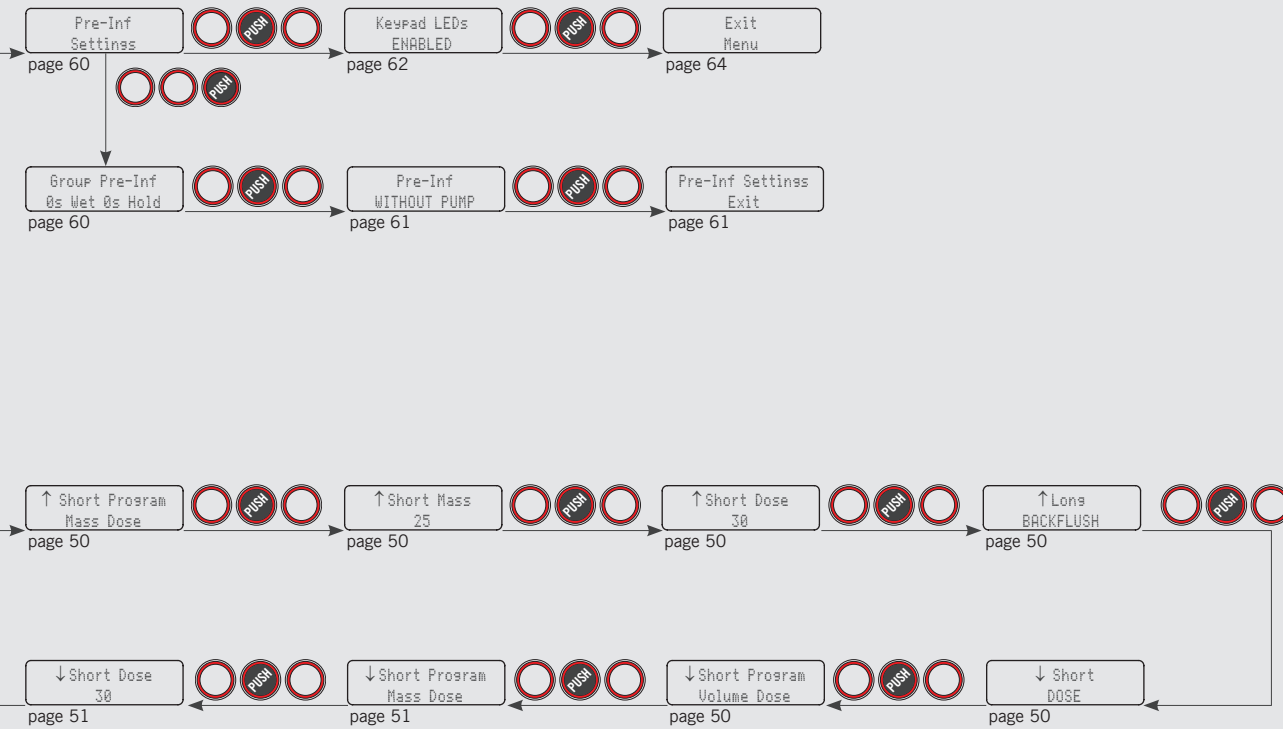 Pre-Inf
Settings
PUSH
Keypad LEDs
ENABLED
PUSH
Exit
Menu
page 60
page 62
page 64
PUSH
Group Pre-Inf
0s Wet 0s Hold
PUSH
Pre-Inf
WITHOUT PUMP
PUSH
Pre-Inf Settings
Exit
page 60
page 61
page 61
↑ Short Program
Mass Dose
PUSH
↑ Short Mass
25
PUSH
↑ Short Dose
30
PUSH
↑ Long
BACKFLUSH
PUSH
page 50
page 50
page 50
page 50
↓ Short Dose
30
PUSH
↓ Short Program
Mass Dose
PUSH
↓ Short Program
Volume Dose
PUSH
↓ Short
DOSE
page 51
page 51
page 50
page 50